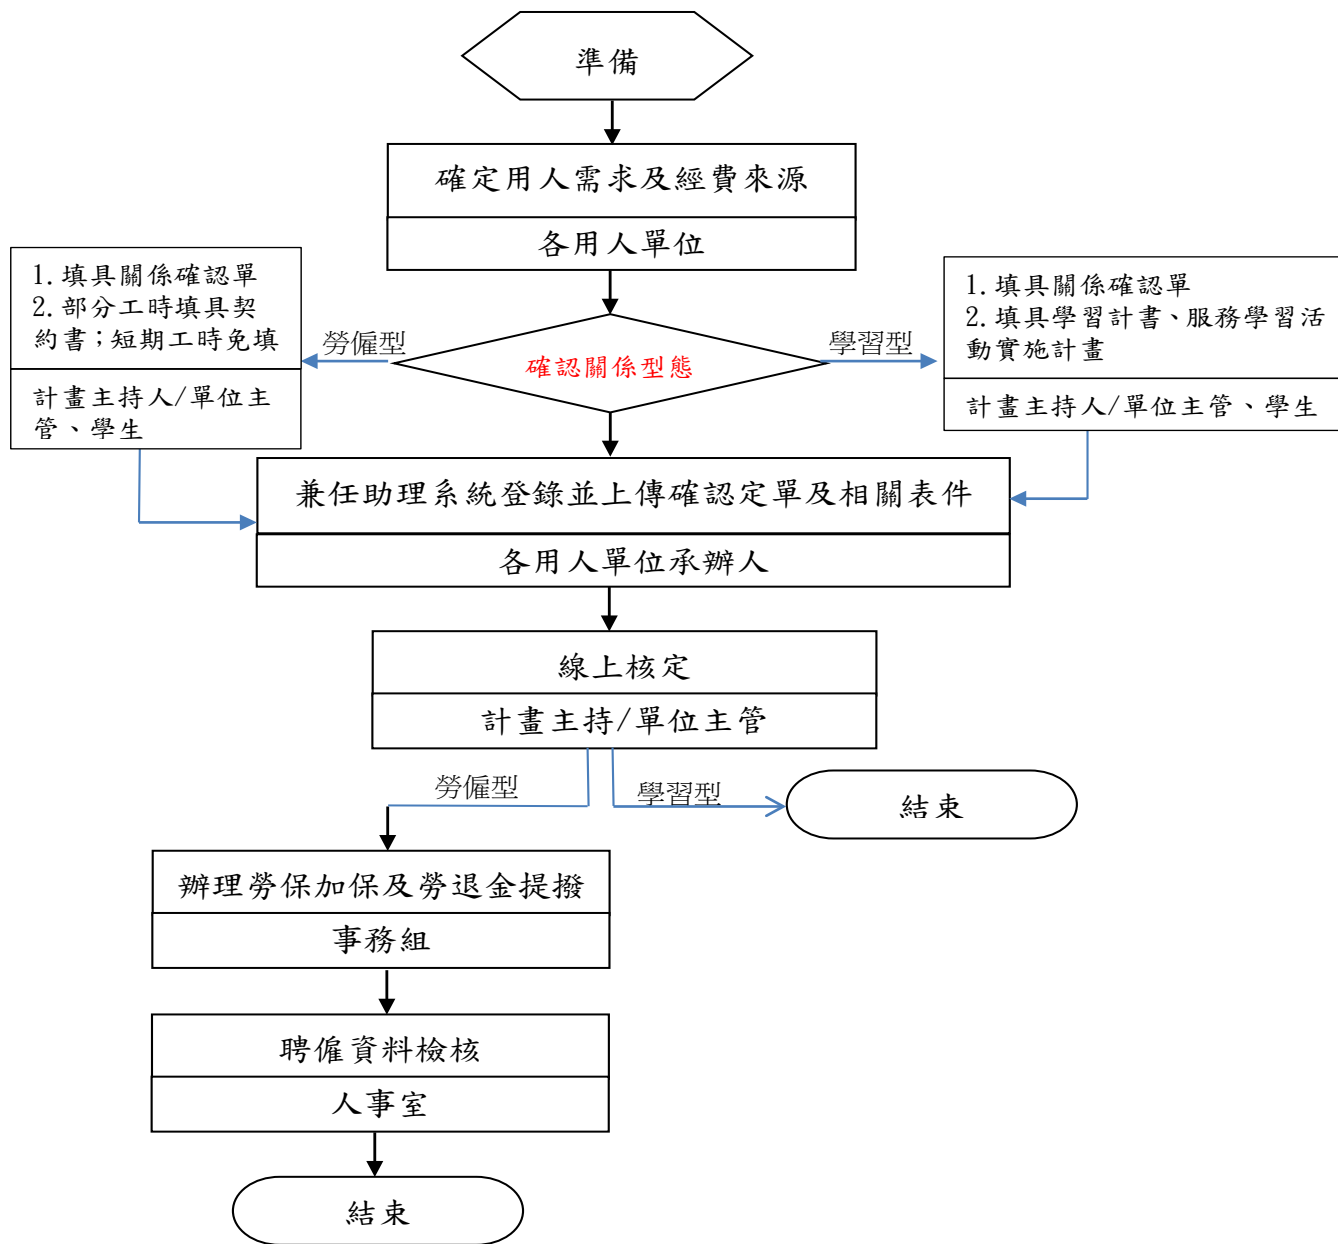 準備
確定用人需求及經費來源
各用人單位
1.填具關係確認單
2.部分工時填具契
約書;短期工時免填
計畫主持人/單位主
管、學生
勞僱型
確認關係型態
學習型
1.填具關係確認單
2.填具學習計書、服務學習活
動實施計畫
計畫主持人/單位主管、學生
兼任助理系統登錄並上傳確認定單及相關表件
各用人單位承辦人
線上核定
計畫主持/單位主管
勞僱型
學習型
結束
辦理勞保加保及勞退金提撥
事務組
聘僱資料檢核
人事室
結束